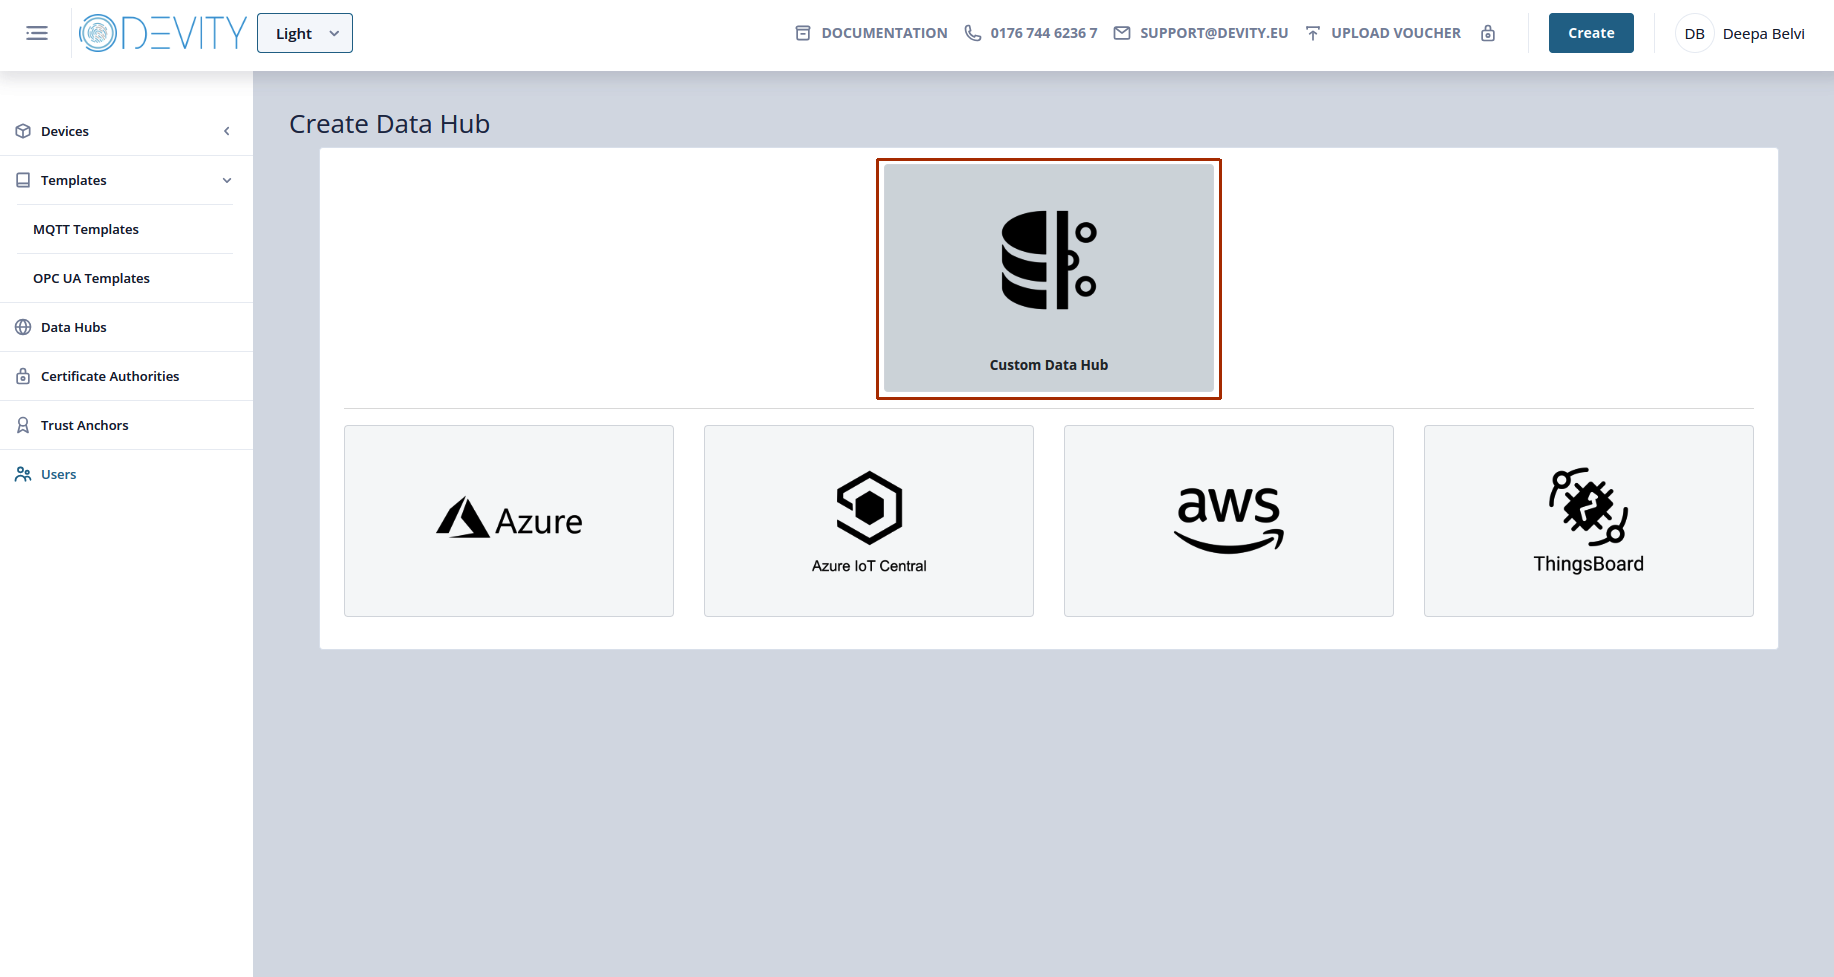 DEVITY
Light
DOCUMENTATION
0176 744 6236 7
SUPPORT@DEVITY.EU
UPLOAD VOUCHER
Create
DB
Deepa Belvi
Devices
Templates
MQTT Templates
OPC UA Templates
Data Hubs
Certificate Authorities
Trust Anchors
Users
Create Data Hub
Custom Data Hub
Azure
Azure IoT Central
aws
ThingsBoard